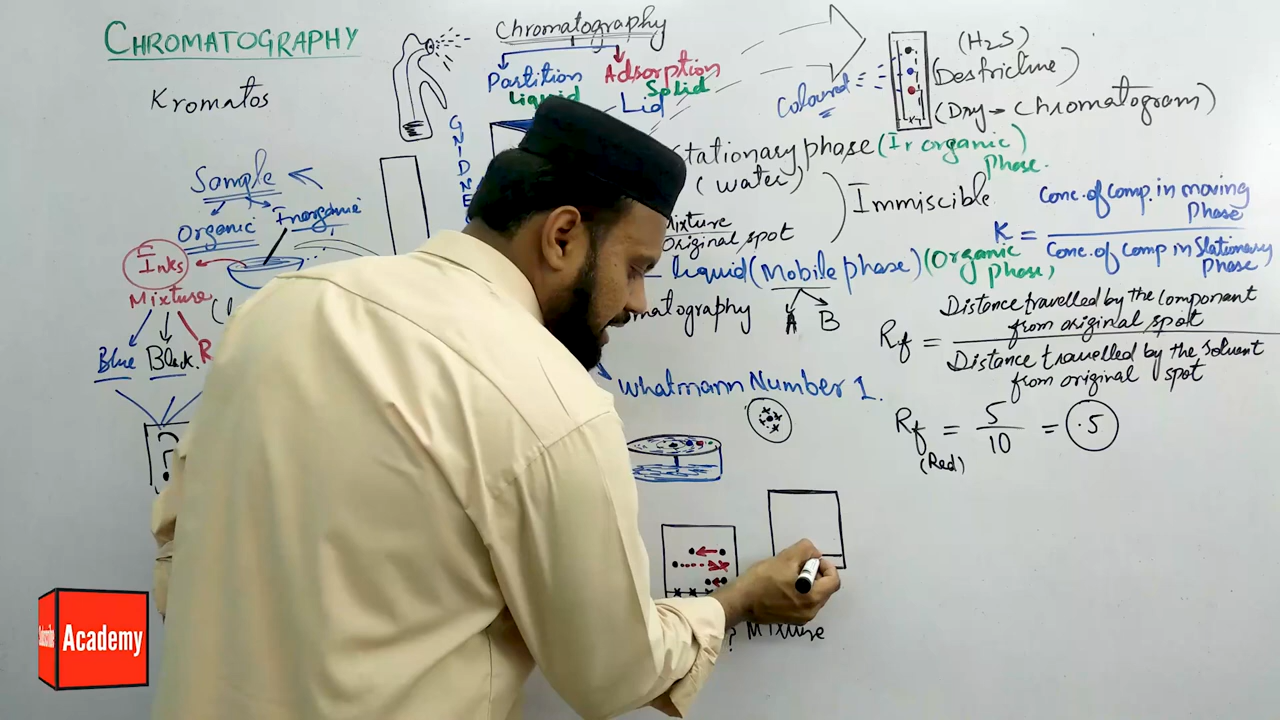 CHROMATOGRAPHY
Kromatos
Sample
Organic Inorganic
Inks
Mixture
Blue Black. R
?
Chromatography
Partition Adsorption
Liquid Solid
Lid
Stationary phase (Inorganic Phase.
(water)
Immiscible
Mixture
Original spot
liquid (Mobile phase) (Organic phase,
matography A B
whatmann Number 1.
? Mixture
Coloured
(H2S)
(Destricture)
(Dry → Chromatogram)
K = Conc. of comp. in moving Phase
Conc. of comp in Stationary Phase
Rf = Distance travelled by the component from original spot
Distance travelled by the solvent from original spot
Rf = 5
10 = .5
(Red)
Academy